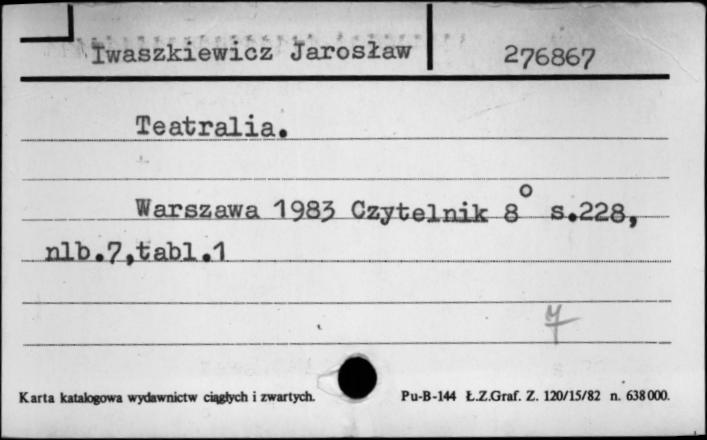 Iwaszkiewicz Jarosław 276867
Teatralia.
Warszawa 1983 Czytelnik 8° s.228,
nlb.7,tabl.1
Karta katalogowa wydawnictw ciągłych i zwartych. Pu-B-144 Ł.Z.Graf. Z. 120/15/82 n. 638000.